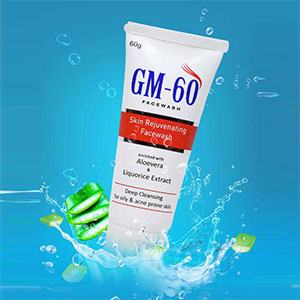 60g
GM-60
FACEWASH
Skin Rejuvenating
Facewash
enriched with
Aloevera
&
Liquorice Extract
Deep Cleansing
for oily & acne prone skin